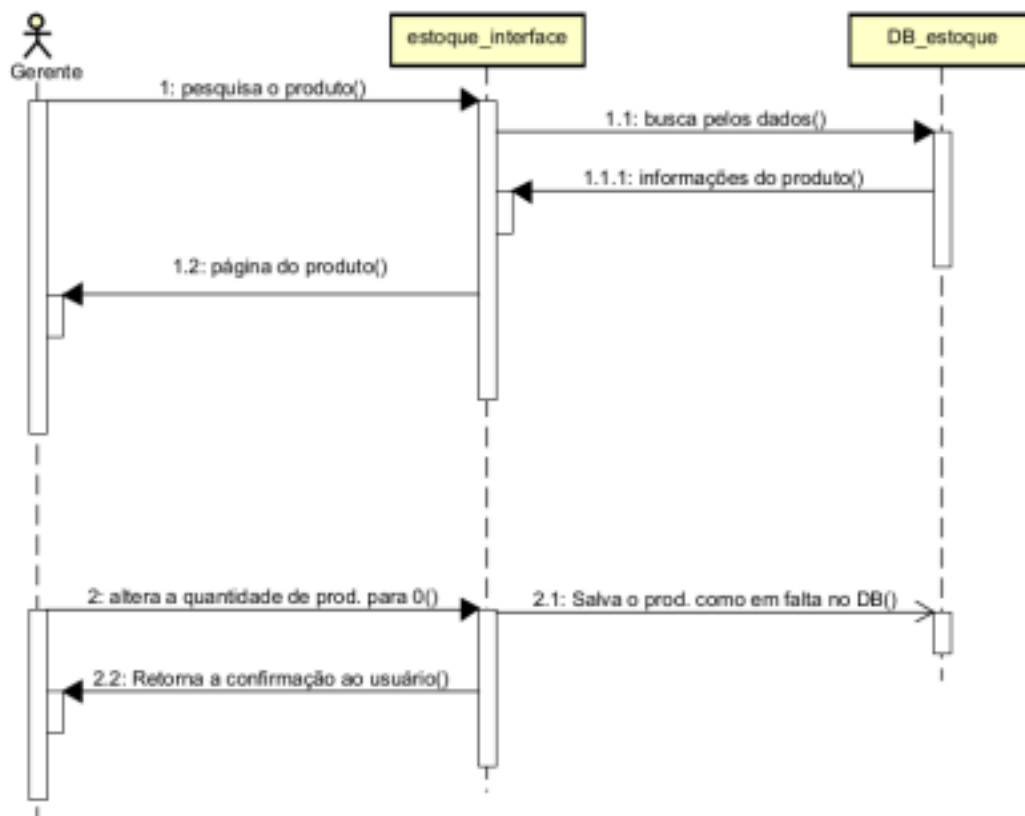 estoque_interface
DB_estoque
Gerente
1: pesquisa o produto()
1.1: busca pelos dados()
1.1.1: informações do produto()
1.2: página do produto()
2: altera a quantidade de prod. para 0()
2.1: Salva o prod. como em falta no DB()
2.2: Retorna a confirmação ao usuário()